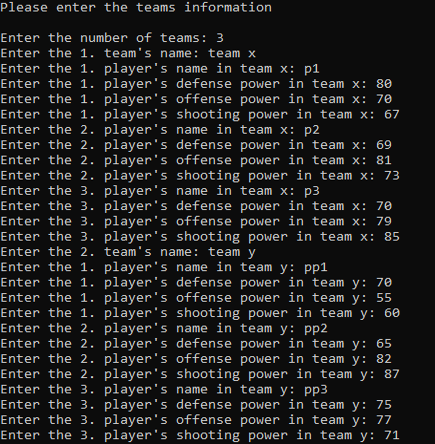 Please enter the teams information
Enter the number of teams: 3
Enter the 1. team's name: team x
Enter the 1. player's name in team x: p1
Enter the 1. player's defense power in team x: 80
Enter the 1. player's offense power in team x: 70
Enter the 1. player's shooting power in team x: 67
Enter the 2. player's name in team x: p2
Enter the 2. player's defense power in team x: 69
Enter the 2. player's offense power in team x: 81
Enter the 2. player's shooting power in team x: 73
Enter the 3. player's name in team x: p3
Enter the 3. player's defense power in team x: 70
Enter the 3. player's offense power in team x: 79
Enter the 3. player's shooting power in team x: 85
Enter the 2. team's name: team y
Enter the 1. player's name in team y: pp1
Enter the 1. player's defense power in team y: 70
Enter the 1. player's offense power in team y: 55
Enter the 1. player's shooting power in team y: 60
Enter the 2. player's name in team y: pp2
Enter the 2. player's defense power in team y: 65
Enter the 2. player's offense power in team y: 82
Enter the 2. player's shooting power in team y: 87
Enter the 3. player's name in team y: pp3
Enter the 3. player's defense power in team y: 75
Enter the 3. player's offense power in team y: 77
Enter the 3. player's shooting power in team y: 71